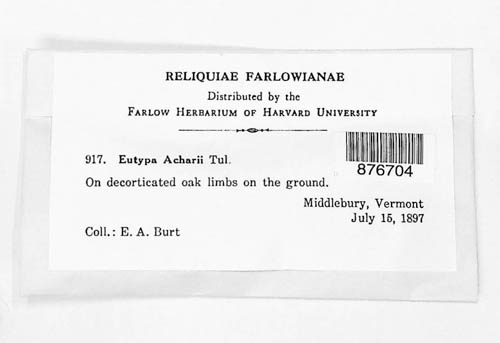 RELIQUIAE FARLOWIANAE
Distributed by the
FARLOW HERBARIUM OF HARVARD UNIVERSITY
917. Eutypa Acharii Tul.
876704
On decorticated oak limbs on the ground.
Middlebury, Vermont
July 15, 1897
Coll.: E. A. Burt